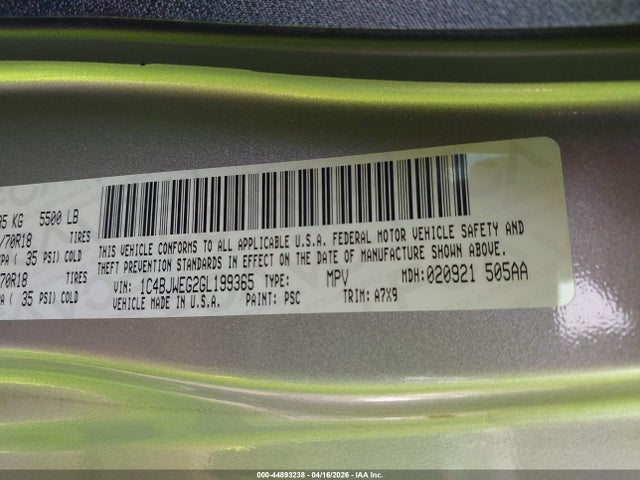 5 KG 5500 LB
/70R18 TIRES
PA ( 35 PSI) COLD
70R18 TIRES
PA ( 35 PSI) COLD
THIS VEHICLE CONFORMS TO ALL APPLICABLE U.S.A. FEDERAL MOTOR VEHICLE SAFETY AND
THEFT PREVENTION STANDARDS IN EFFECT ON THE DATE OF MANUFACTURE SHOWN ABOVE.
VIN: 1C4BJWEG2GL199365 TYPE: MPV MDH:020921 505AA
VEHICLE MADE IN U.S.A. PAINT: PSC TRIM: A7X9
000-44893238 - 04/16/2026 - IAA Inc.